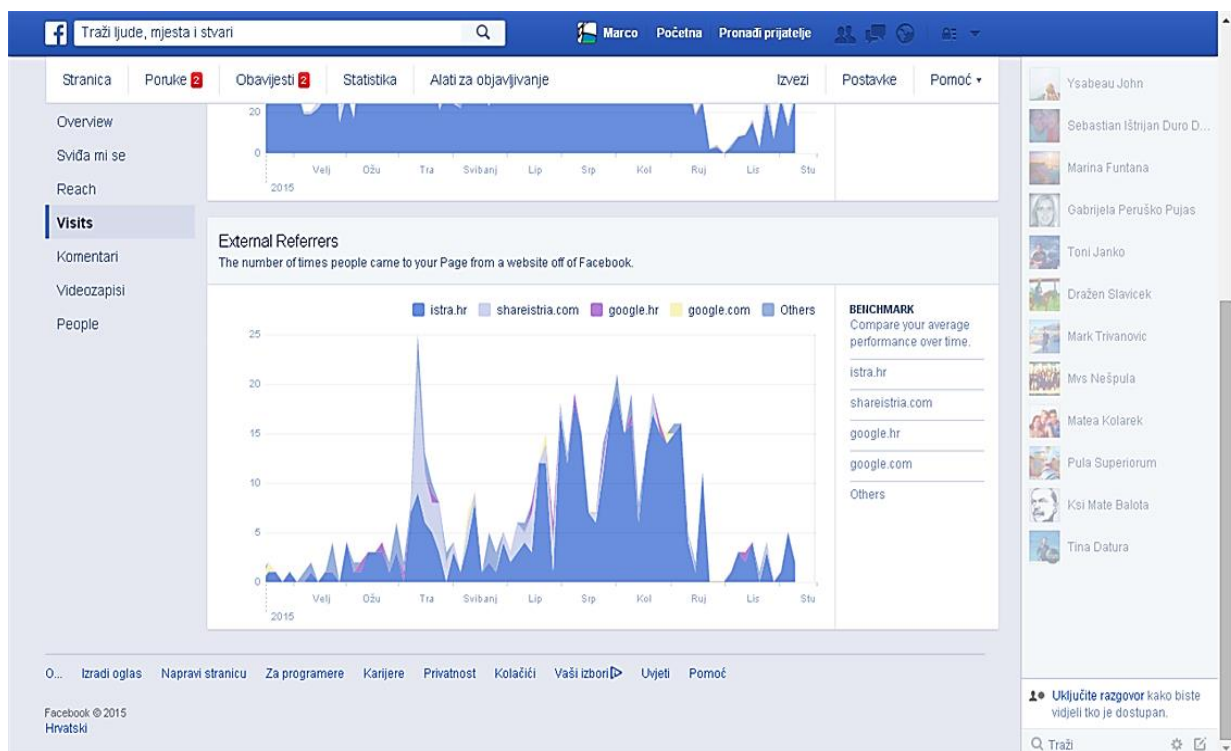 f Traži ljude, mjesta i stvari Marco Početna Pronađi prijatelje
Stranica Poruke 2 Obavijesti 2 Statistika Alati za objavljivanje Izvezi Postavke Pomoć
Overview
Sviđa mi se
Reach
Visits
Komentari
Videozapisi
People
20
0
Velj Ožu Tra Svibanj Lip Srp Kol Ruj Lis Stu
2015
External Referrers
The number of times people came to your Page from a website off of Facebook.
istra.hr shareistria.com google.hr google.com Others
25
20
15
10
5
0
Velj Ožu Tra Svibanj Lip Srp Kol Ruj Lis Stu
2015
BENCHMARK
Compare your average
performance over time.
istra.hr
shareistria.com
google.hr
google.com
Others
Ysabeau John
Sebastian Ištrijan Duro D...
Marina Funtana
Gabrijela Peruško Pujas
Toni Janko
Dražen Slavicek
Mark Trivanovic
Mvs Nešpula
Matea Kolarek
Pula Superiorum
Ksi Mate Balota
Tina Datura
O... Izradi oglas Napravi stranicu Za programere Karijere Privatnost Kolačići Vaši izbori Uvjeti Pomoć
Facebook © 2015
Hrvatski
Uključite razgovor kako biste
vidjeli tko je dostupan.
Traži